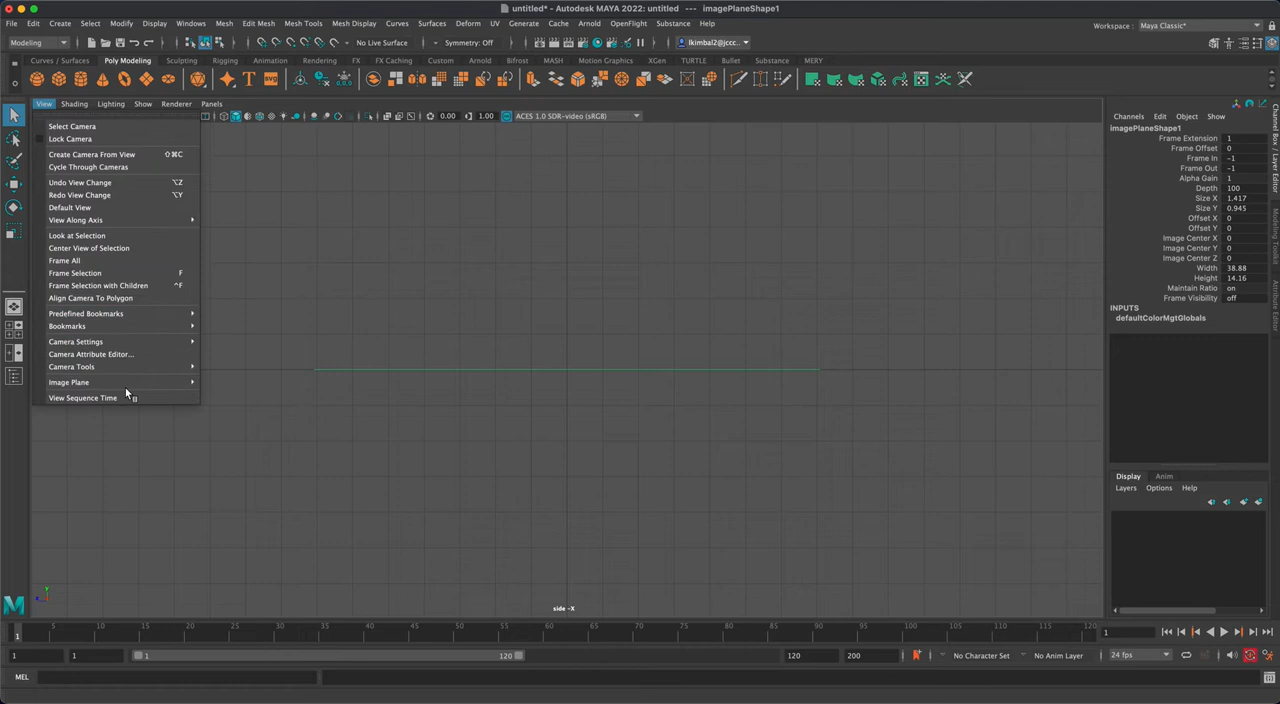 untitled* - Autodesk MAYA 2022: untitled --- imagePlaneShape1
File Edit Create Select Modify Display Windows Mesh Edit Mesh Mesh Tools Mesh Display Curves Surfaces Deform UV Generate Cache Arnold OpenFlight Substance Help
Workspace : Maya Classic*
Modeling No Live Surface Symmetry: Off lkimbal2@jccc...
Curves / Surfaces Poly Modeling Sculpting Rigging Animation Rendering FX FX Caching Custom Arnold Bifrost MASH Motion Graphics XGen TURTLE Bullet Substance MERY
SVG
View Shading Lighting Show Renderer Panels
0.00 1.00 ACES 1.0 SDR-video (sRGB)
Select Camera
Lock Camera
Create Camera From View ⇧⌘C
Cycle Through Cameras
Undo View Change ⌥Z
Redo View Change ⌥Y
Default View
View Along Axis
Look at Selection
Center View of Selection
Frame All
Frame Selection F
Frame Selection with Children ^F
Align Camera To Polygon
Predefined Bookmarks
Bookmarks
Camera Settings
Camera Attribute Editor...
Camera Tools
Image Plane
View Sequence Time
side -X
Channels Edit Object Show
imagePlaneShape1
Frame Extension 1
Frame Offset 0
Frame In -1
Frame Out -1
Alpha Gain 1
Depth 100
Size X 1.417
Size Y 0.945
Offset X 0
Offset Y 0
Image Center X 0
Image Center Y 0
Image Center Z 0
Width 38.88
Height 14.16
Maintain Ratio on
Frame Visibility off
INPUTS
defaultColorMgtGlobals
Display Anim
Layers Options Help
Channel Box / Layer Editor
Modeling Toolkit
Attribute Editor
1 5 10 15 20 25 30 35 40 45 50 55 60 65 70 75 80 85 90 95 100 105 110 115 120
1
1 1 1 120 120 200 No Character Set No Anim Layer 24 fps
MEL